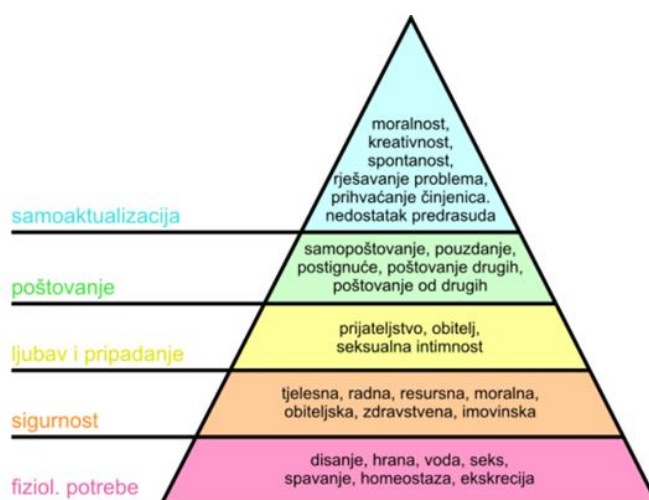 moralnost,
kreativnost,
spontanost,
rješavanje problema,
prihvaćanje činjenica.
nedostatak predrasuda
samoaktualizacija
samopoštovanje, pouzdanje,
postignuće, poštovanje drugih,
poštovanje od drugih
poštovanje
prijateljstvo, obitelj,
seksualna intimnost
ljubav i pripadanje
tjelesna, radna, resursna, moralna,
obiteljska, zdravstvena, imovinska
sigurnost
disanje, hrana, voda, seks,
spavanje, homeostaza, ekskrecija
fiziol. potrebe